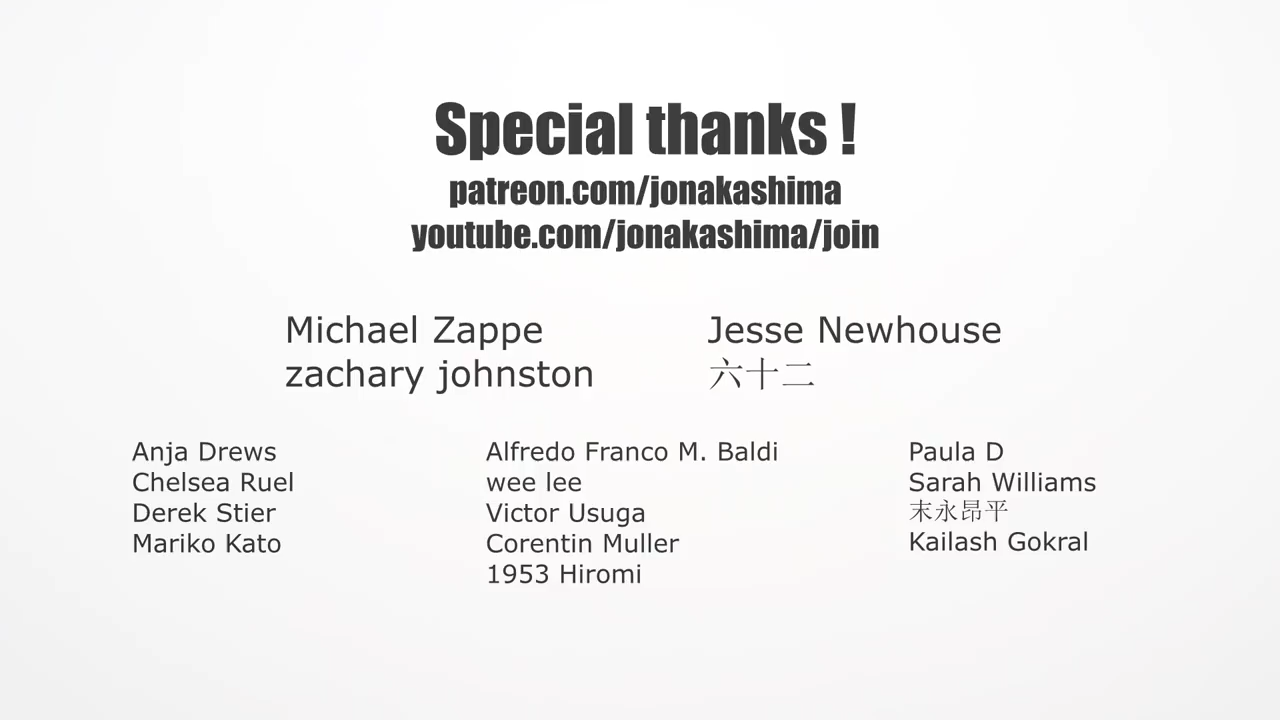 Special thanks !
patreon.com/jonakashima
youtube.com/jonakashima/join
Michael Zappe
zachary johnston
Jesse Newhouse
六十二
Anja Drews
Chelsea Ruel
Derek Stier
Mariko Kato
Alfredo Franco M. Baldi
wee lee
Victor Usuga
Corentin Muller
1953 Hiromi
Paula D
Sarah Williams
末永昂平
Kailash Gokral